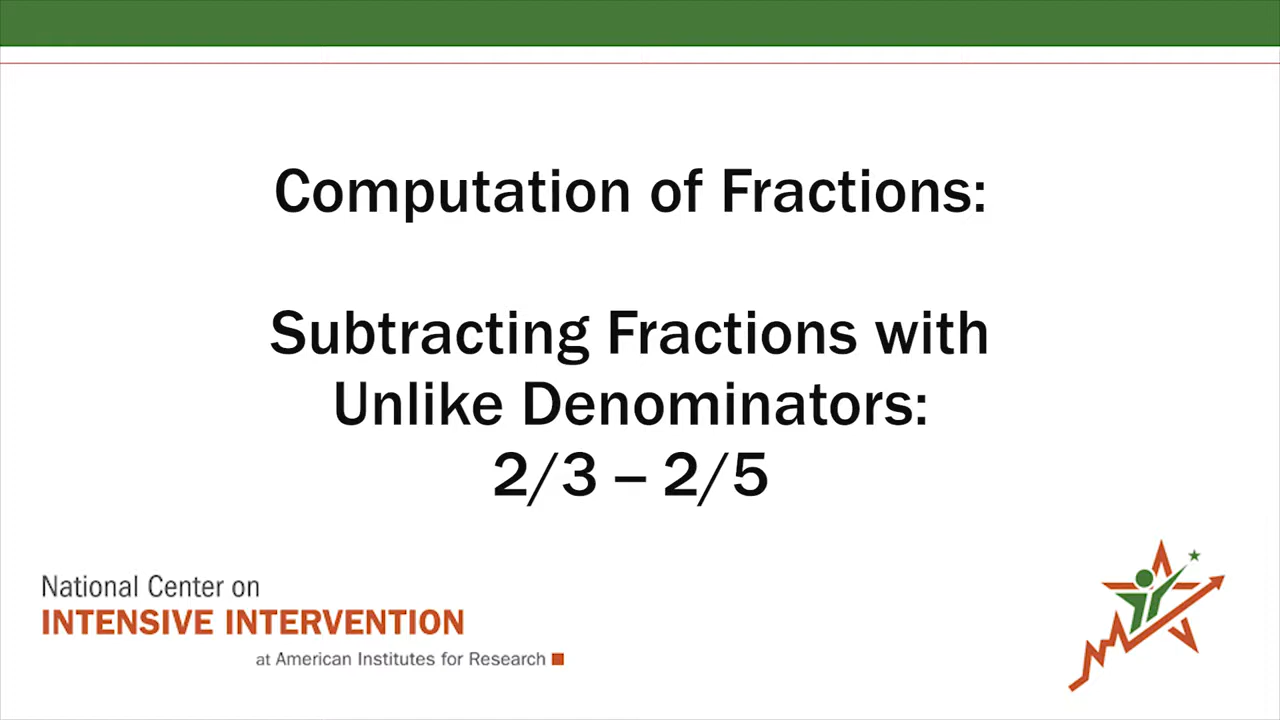 Computation of Fractions:
Subtracting Fractions with
Unlike Denominators:
2/3 – 2/5
National Center on
INTENSIVE INTERVENTION
at American Institutes for Research